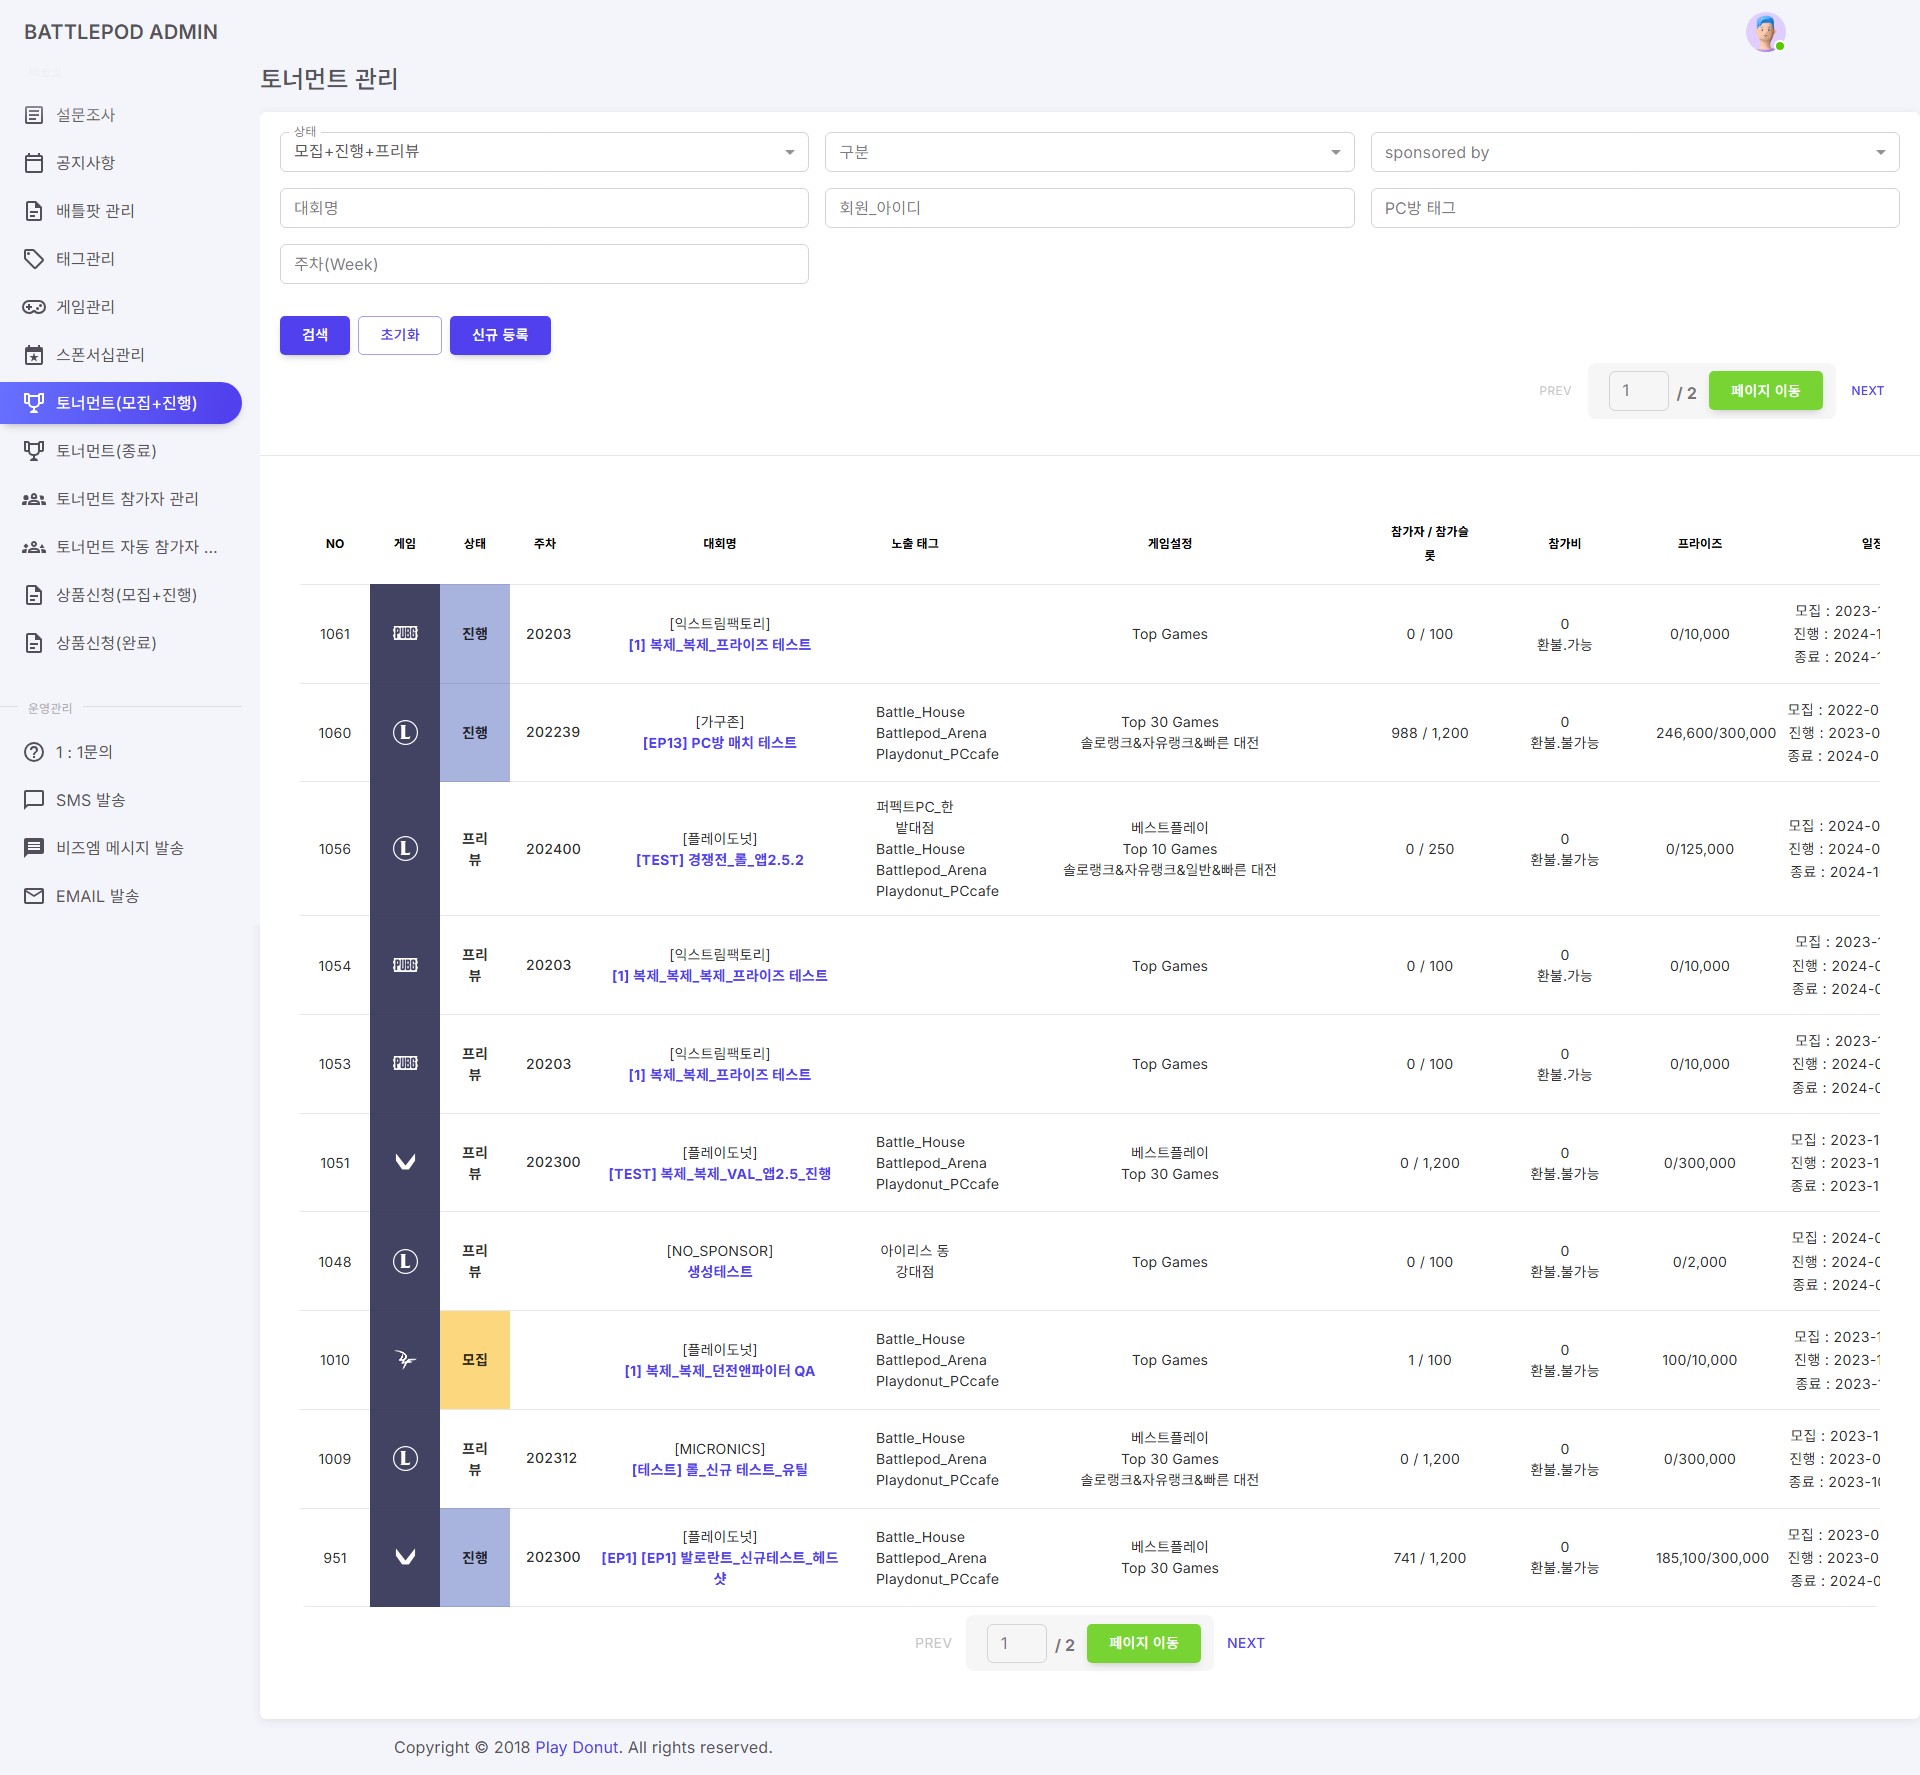 BATTLEPOD ADMIN
설문조사
공지사항
배틀팟 관리
태그관리
게임관리
스폰서십관리
토너먼트(모집+진행)
토너먼트(종료)
토너먼트 참가자 관리
토너먼트 자동 참가자 ...
상품신청(모집+진행)
상품신청(완료)
운영관리
1 : 1문의
SMS 발송
비즈엠 메시지 발송
EMAIL 발송
토너먼트 관리
상태
모집+진행+프리뷰
구분
sponsored by
대회명
회원_아이디
PC방 태그
주차(Week)
검색 초기화 신규 등록
PREV 1 / 2 페이지 이동 NEXT
NO 게임 상태 주차 대회명 노출 태그 게임설정 참가자 / 참가슬
롯
참가비 프라이즈 일정
1061 PUBG 진행 20203
[익스트림팩토리]
[1] 복제_복제_프라이즈 테스트
Top Games
0 / 100
0
환불.가능
0/10,000
모집 : 2023-1
진행 : 2024-1
종료 : 2024-1
1060 L 진행 202239
[가구존]
[EP13] PC방 매치 테스트
Battle_House
Battlepod_Arena
Playdonut_PCcafe
Top 30 Games
솔로랭크&자유랭크&빠른 대전
988 / 1,200
0
환불.불가능
246,600/300,000
모집 : 2022-0
진행 : 2023-0
종료 : 2024-0
1056 L
프리
뷰
202400
[플레이도넛]
[TEST] 경쟁전_롤_앱2.5.2
퍼펙트PC_한
밭대점
Battle_House
Battlepod_Arena
Playdonut_PCcafe
베스트플레이
Top 10 Games
솔로랭크&자유랭크&일반&빠른 대전
0 / 250
0
환불.불가능
0/125,000
모집 : 2024-0
진행 : 2024-0
종료 : 2024-1
1054 PUBG
프리
뷰
20203
[익스트림팩토리]
[1] 복제_복제_복제_프라이즈 테스트
Top Games
0 / 100
0
환불.가능
0/10,000
모집 : 2023-1
진행 : 2024-0
종료 : 2024-0
1053 PUBG
프리
뷰
20203
[익스트림팩토리]
[1] 복제_복제_프라이즈 테스트
Top Games
0 / 100
0
환불.가능
0/10,000
모집 : 2023-1
진행 : 2024-0
종료 : 2024-0
1051
프리
뷰
202300
[플레이도넛]
[TEST] 복제_복제_VAL_앱2.5_진행
Battle_House
Battlepod_Arena
Playdonut_PCcafe
베스트플레이
Top 30 Games
0 / 1,200
0
환불.불가능
0/300,000
모집 : 2023-1
진행 : 2023-1
종료 : 2023-1
1048 L
프리
뷰
[NO_SPONSOR]
생성테스트
아이리스 동
강대점
Top Games
0 / 100
0
환불.불가능
0/2,000
모집 : 2024-0
진행 : 2024-0
종료 : 2024-0
1010 모집
[플레이도넛]
[1] 복제_복제_던전앤파이터 QA
Battle_House
Battlepod_Arena
Playdonut_PCcafe
Top Games
1 / 100
0
환불.불가능
100/10,000
모집 : 2023-1
진행 : 2023-1
종료 : 2023-1
1009 L
프리
뷰
202312
[MICRONICS]
[테스트] 롤_신규 테스트_유틸
Battle_House
Battlepod_Arena
Playdonut_PCcafe
베스트플레이
Top 30 Games
솔로랭크&자유랭크&빠른 대전
0 / 1,200
0
환불.불가능
0/300,000
모집 : 2023-1
진행 : 2023-0
종료 : 2023-10
951 진행 202300
[플레이도넛]
[EP1] [EP1] 발로란트_신규테스트_헤드
샷
Battle_House
Battlepod_Arena
Playdonut_PCcafe
베스트플레이
Top 30 Games
741 / 1,200
0
환불.불가능
185,100/300,000
모집 : 2023-0
진행 : 2023-0
종료 : 2024-0
PREV 1 / 2 페이지 이동 NEXT
Copyright © 2018 Play Donut. All rights reserved.